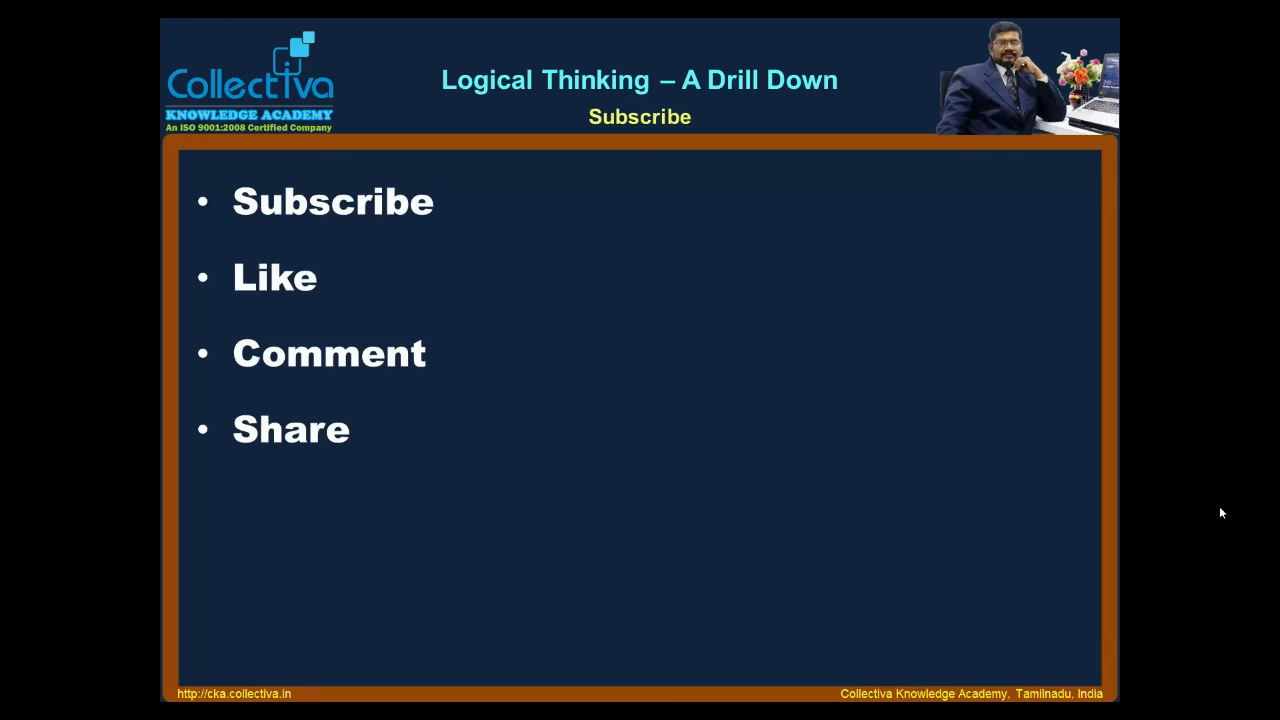 Collectiva
KNOWLEDGE ACADEMY
An ISO 9001:2008 Certified Company
Logical Thinking – A Drill Down
Subscribe
• Subscribe
• Like
• Comment
• Share
http://cka.collectiva.in
Collectiva Knowledge Academy, Tamilnadu, India